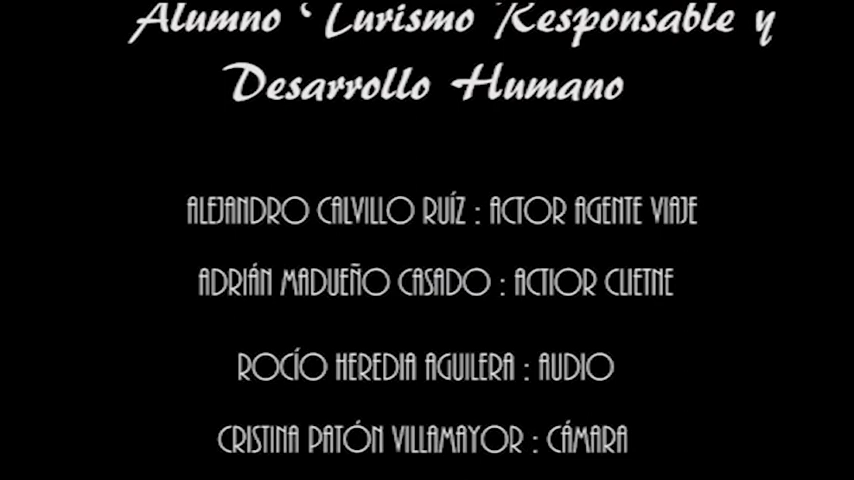 Alumno Turismo Responsable y
Desarrollo Humano
ALEJANDRO CALVILLO RUÍZ : ACTOR AGENTE VIAJE
ADRIÁN MADUEÑO CASADO : ACTIOR CLIETNE
ROCÍO HEREDIA AGUILERA : AUDIO
CRISTINA PATÓN VILLAMAYOR : CÁMARA